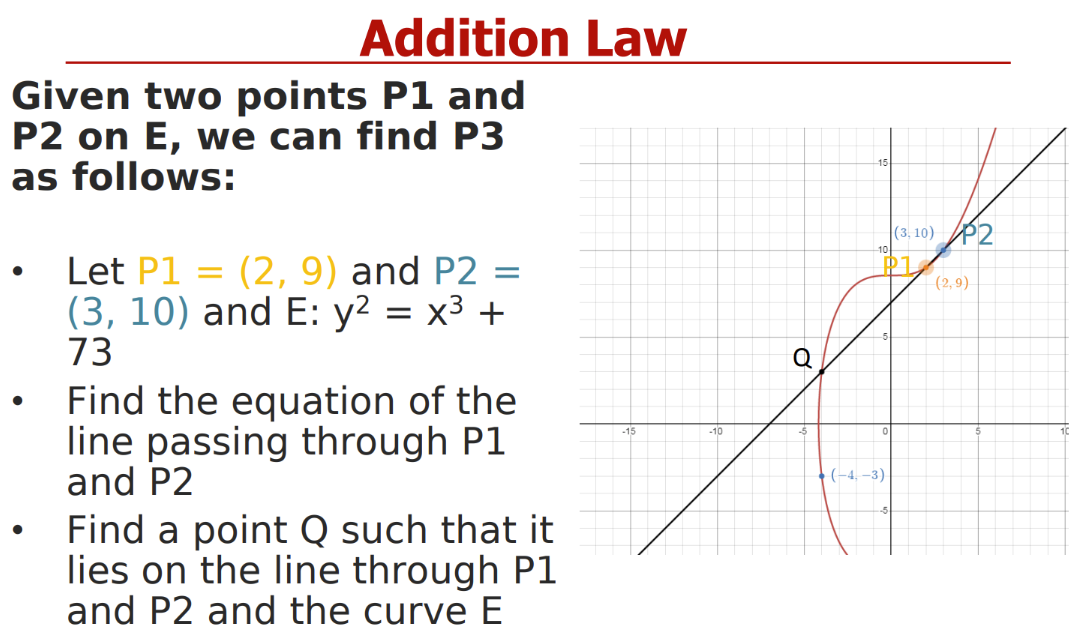 Addition Law
Given two points P1 and
P2 on E, we can find P3
as follows:
• Let P1 = (2, 9) and P2 =
(3, 10) and E: y² = x³ +
73
• Find the equation of the
line passing through P1
and P2
• Find a point Q such that it
lies on the line through P1
and P2 and the curve E
15
(3, 10)
P2
10
P1
(2, 9)
5
Q
-15
-10
-5
0
5
10
(−4, −3)
-5